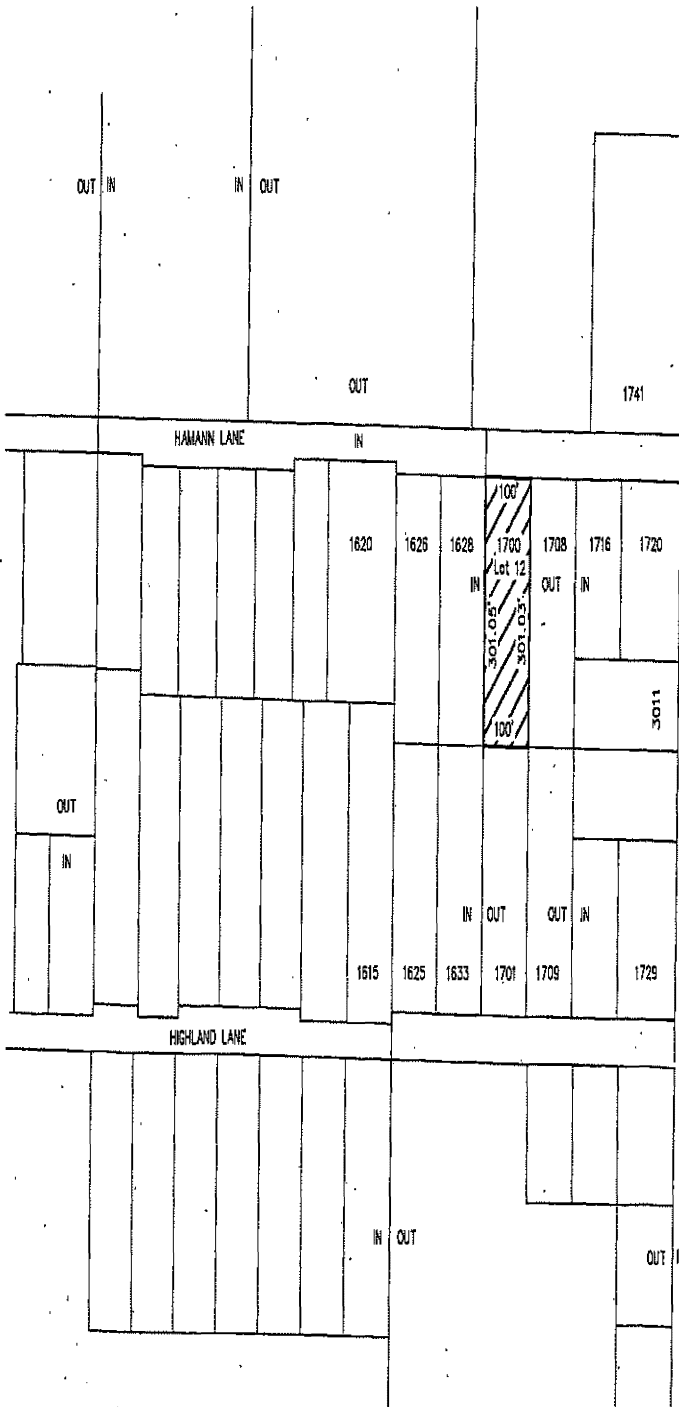 OUT IN
IN OUT
OUT
1741
HAMANN LANE
IN
100'
1620
1626
1628
1700
1708
1716
1720
Lot 12
IN
OUT IN
301.05'
301.03'
3011
100'
OUT
IN
IN OUT
OUT IN
1615
1625
1633
1701
1709
1729
HIGHLAND LANE
IN OUT
OUT